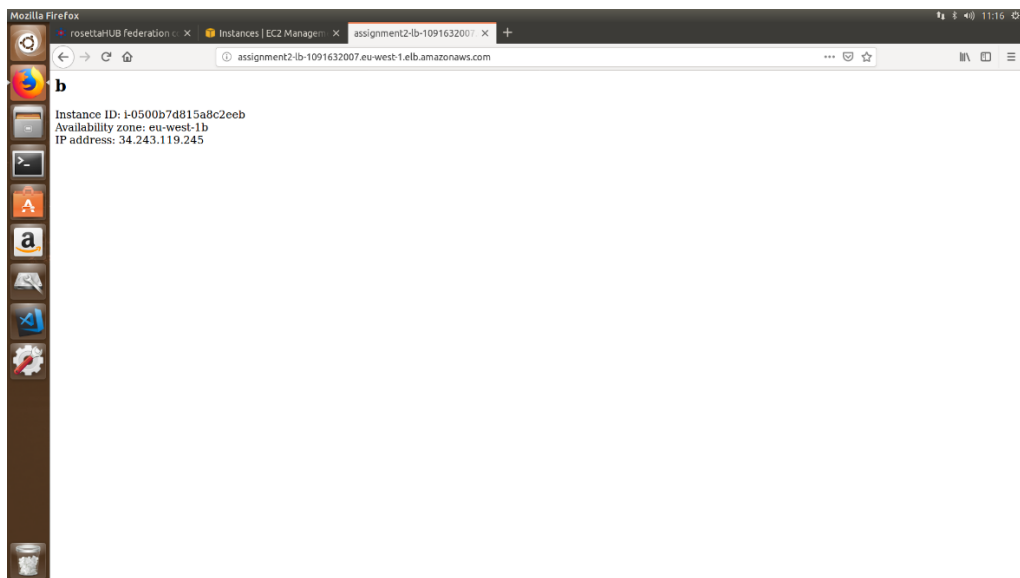 Mozilla Firefox
11:16
rosettaHUB federation c
Instances | EC2 Managem
assignment2-lb-1091632007.
assignment2-lb-1091632007.eu-west-1.elb.amazonaws.com
b
Instance ID: i-0500b7d815a8c2eeb
Availability zone: eu-west-1b
IP address: 34.243.119.245